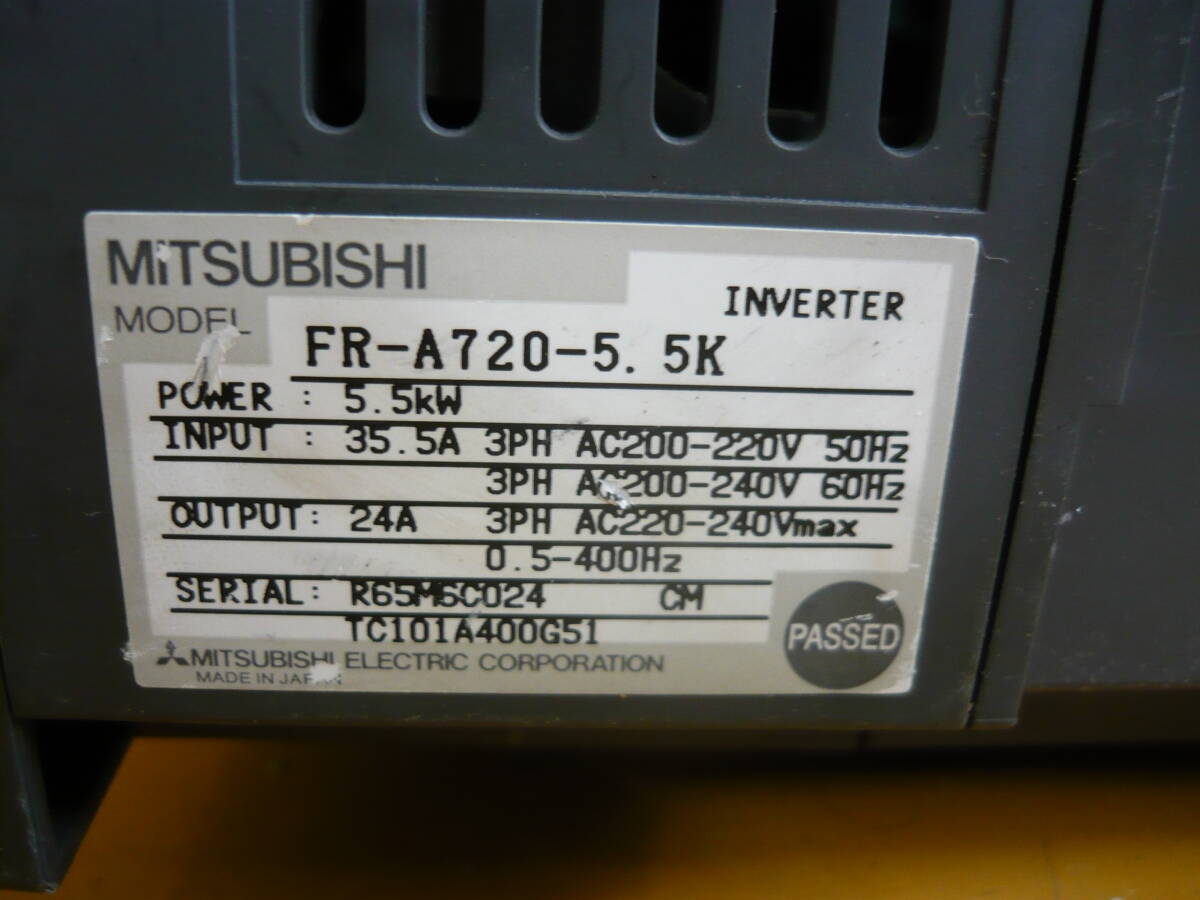 MITSUBISHI
INVERTER
MODEL
FR-A720-5.5K
POWER : 5.5kW
INPUT : 35.5A 3PH AC200-220V 50Hz
3PH AC200-240V 60Hz
OUTPUT: 24A 3PH AC220-240Vmax
0.5-400Hz
SERIAL: R65M6C024 CM
TC101A400G51
PASSED
MITSUBISHI ELECTRIC CORPORATION
MADE IN JAPAN